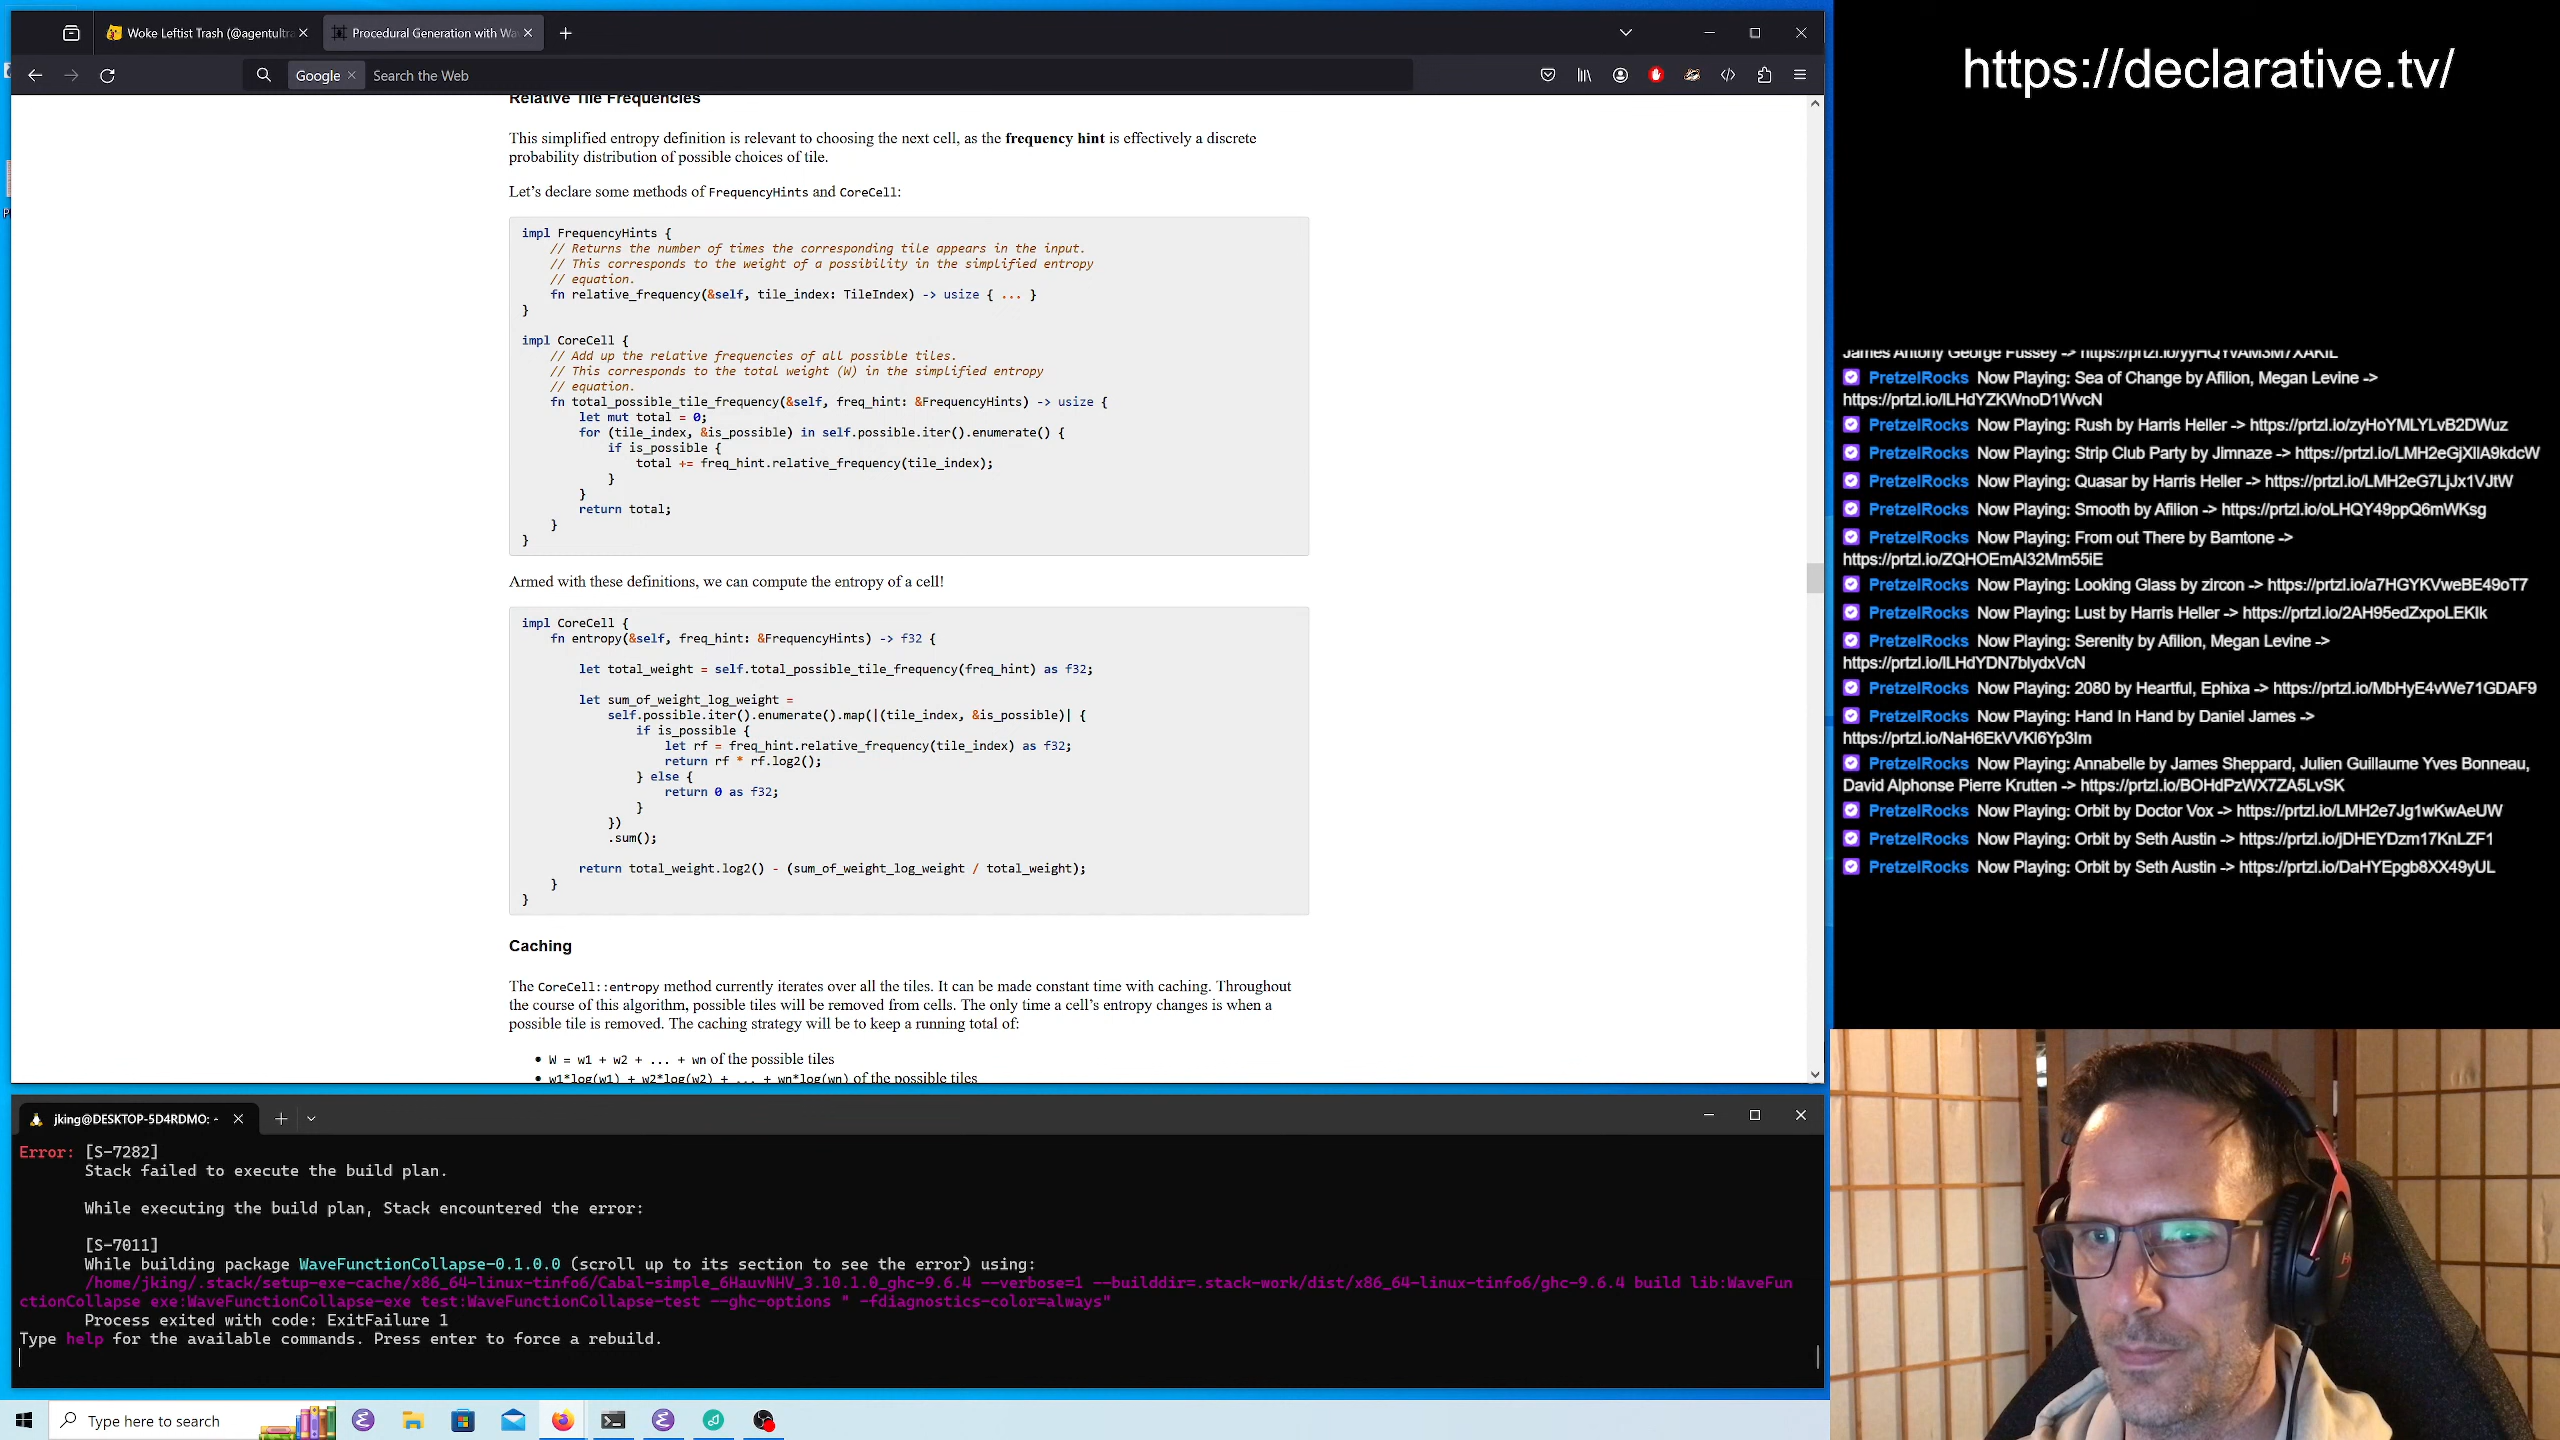 Woke Leftist Trash (@agentultra
Procedural Generation with Wa
https://declarative.tv/
Google
Search the Web
Relative Tile Frequencies
This simplified entropy definition is relevant to choosing the next cell, as the frequency hint is effectively a discrete
probability distribution of possible choices of tile.
Let's declare some methods of FrequencyHints and CoreCell:
impl FrequencyHints {
// Returns the number of times the corresponding tile appears in the input.
// This corresponds to the weight of a possibility in the simplified entropy
// equation.
fn relative_frequency(&self, tile_index: TileIndex) -> usize { ... }
}
impl CoreCell {
// Add up the relative frequencies of all possible tiles.
// This corresponds to the total weight (W) in the simplified entropy
// equation.
fn total_possible_tile_frequency(&self, freq_hint: &FrequencyHints) -> usize {
let mut total = 0;
for (tile_index, &is_possible) in self.possible.iter().enumerate() {
if is_possible {
total += freq_hint.relative_frequency(tile_index);
}
}
return total;
}
}
Armed with these definitions, we can compute the entropy of a cell!
impl CoreCell {
fn entropy(&self, freq_hint: &FrequencyHints) -> f32 {
let total_weight = self.total_possible_tile_frequency(freq_hint) as f32;
let sum_of_weight_log_weight =
self.possible.iter().enumerate().map(|(tile_index, &is_possible)| {
if is_possible {
let rf = freq_hint.relative_frequency(tile_index) as f32;
return rf * rf.log2();
} else {
return 0 as f32;
}
})
.sum();
return total_weight.log2() - (sum_of_weight_log_weight / total_weight);
}
}
Caching
The CoreCell::entropy method currently iterates over all the tiles. It can be made constant time with caching. Throughout
the course of this algorithm, possible tiles will be removed from cells. The only time a cell's entropy changes is when a
possible tile is removed. The caching strategy will be to keep a running total of:
• W = w1 + w2 + ... + wn of the possible tiles
• w1*log(w1) + w2*log(w2) + ... + wn*log(wn) of the possible tiles
James Antony George Fussey ->
PretzelRocks Now Playing: Sea of Change by Afilion, Megan Levine ->
https://prtzl.io/lLHdYZKWnoD1WvcN
PretzelRocks Now Playing: Rush by Harris Heller -> https://prtzl.io/zyHoYMLYLvB2DWuz
PretzelRocks Now Playing: Strip Club Party by Jimnaze -> https://prtzl.io/LMH2eGjXllA9kdcW
PretzelRocks Now Playing: Quasar by Harris Heller -> https://prtzl.io/LMH2eG7LjJx1VJtW
PretzelRocks Now Playing: Smooth by Afilion -> https://prtzl.io/oLHQY49ppQ6mWKsg
PretzelRocks Now Playing: From out There by Bamtone ->
https://prtzl.io/ZQHOEmAl32Mm55iE
PretzelRocks Now Playing: Looking Glass by zircon -> https://prtzl.io/a7HGYKVweBE49oT7
PretzelRocks Now Playing: Lust by Harris Heller -> https://prtzl.io/2AH95edZxpoLEKlk
PretzelRocks Now Playing: Serenity by Afilion, Megan Levine ->
https://prtzl.io/lLHdYDN7blydxVcN
PretzelRocks Now Playing: 2080 by Heartful, Ephixa -> https://prtzl.io/MbHyE4vWe71GDAF9
PretzelRocks Now Playing: Hand In Hand by Daniel James ->
https://prtzl.io/NaH6EkVVKl6Yp3Im
PretzelRocks Now Playing: Annabelle by James Sheppard, Julien Guillaume Yves Bonneau,
David Alphonse Pierre Krutten -> https://prtzl.io/BOHdPzWX7ZA5LvSK
PretzelRocks Now Playing: Orbit by Doctor Vox -> https://prtzl.io/LMH2e7Jg1wKwAeUW
PretzelRocks Now Playing: Orbit by Seth Austin -> https://prtzl.io/jDHEYDzm17KnLZF1
PretzelRocks Now Playing: Orbit by Seth Austin -> https://prtzl.io/DaHYEpgb8XX49yUL
jking@DESKTOP-5D4RDMO: ~
Error: [S-7282]
Stack failed to execute the build plan.
While executing the build plan, Stack encountered the error:
[S-7011]
While building package WaveFunctionCollapse-0.1.0.0 (scroll up to its section to see the error) using:
/home/jking/.stack/setup-exe-cache/x86_64-linux-tinfo6/Cabal-simple_6HauvNHV_3.10.1.0_ghc-9.6.4 --verbose=1 --builddir=.stack-work/dist/x86_64-linux-tinfo6/ghc-9.6.4 build lib:WaveFun
ctionCollapse exe:WaveFunctionCollapse-exe test:WaveFunctionCollapse-test --ghc-options " -fdiagnostics-color=always"
Process exited with code: ExitFailure 1
Type help for the available commands. Press enter to force a rebuild.
Type here to search